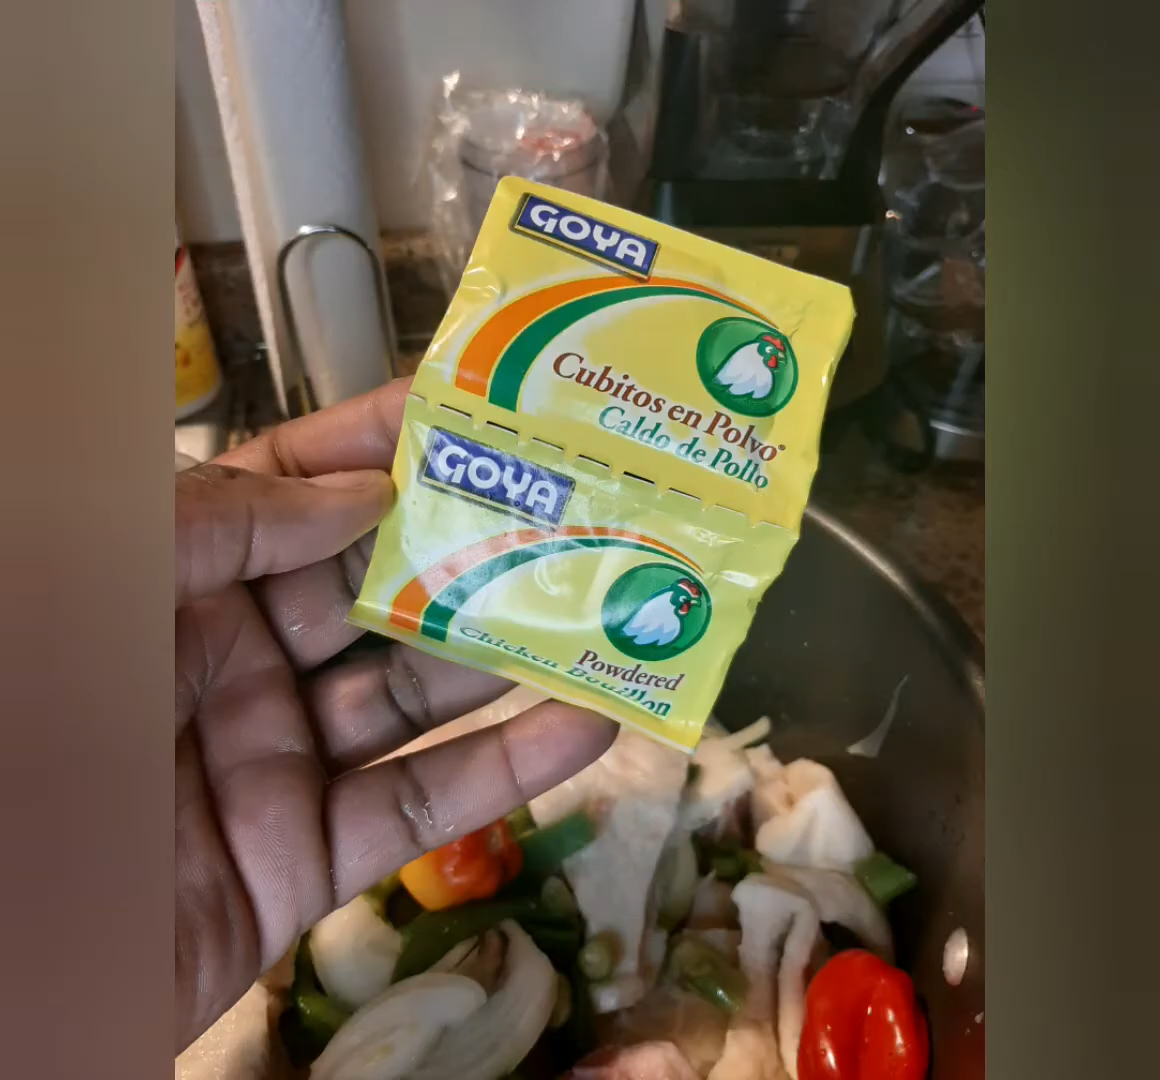 GOYA
Cubitos en Polvo®
Caldo de Pollo
GOYA
Powdered
Chicken Bouillon